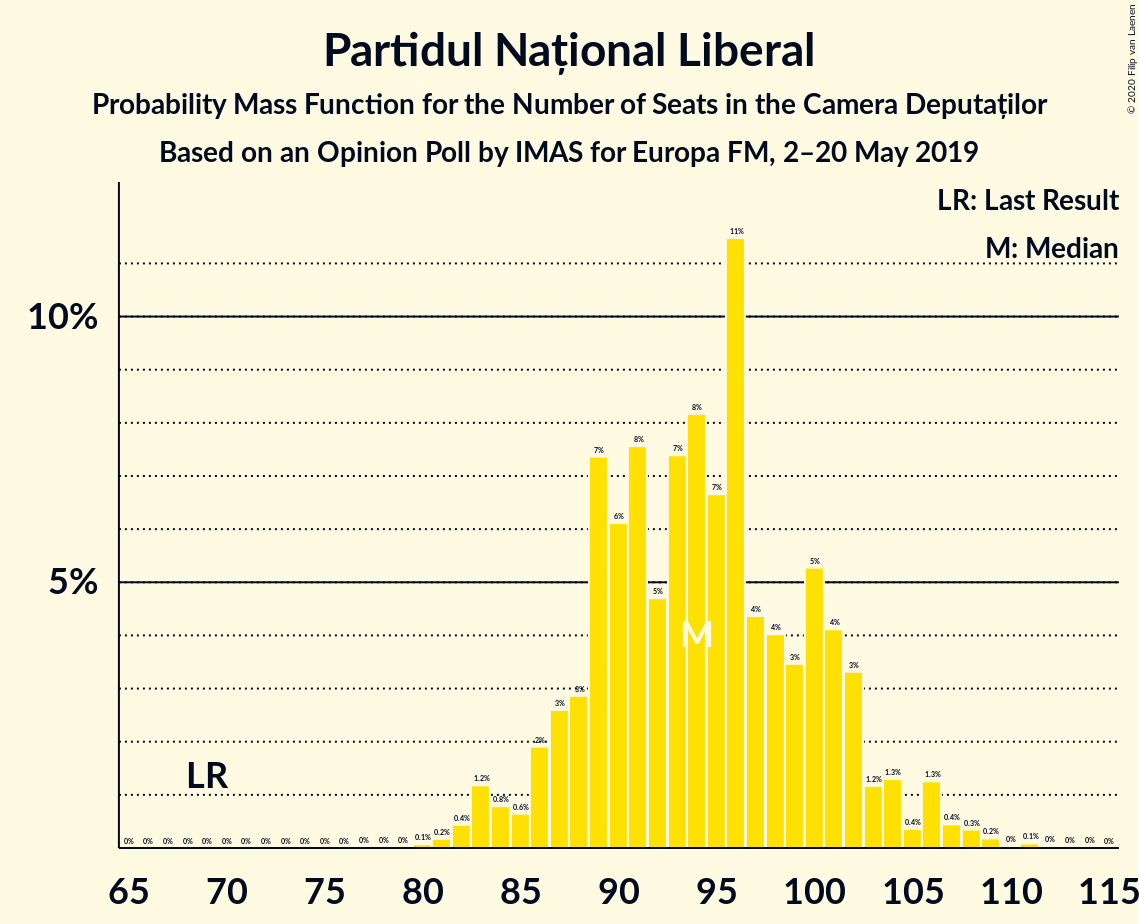 Partidul Național Liberal
Probability Mass Function for the Number of Seats in the Camera Deputaților
Based on an Opinion Poll by IMAS for Europa FM, 2–20 May 2019
© 2020 Filip van Laenen
LR: Last Result
M: Median
10%
5%
LR
M
0% 0% 0% 0% 0% 0% 0% 0% 0% 0% 0% 0% 0% 0% 0% 0.1% 0.2% 0.4% 1.2% 0.8% 0.6% 2% 3% 3% 7% 6% 8% 5% 7% 8% 7% 11% 4% 4% 3% 5% 4% 3% 1.2% 1.3% 0.4% 1.3% 0.4% 0.3% 0.2% 0% 0.1% 0% 0% 0% 0%
65 70 75 80 85 90 95 100 105 110 115